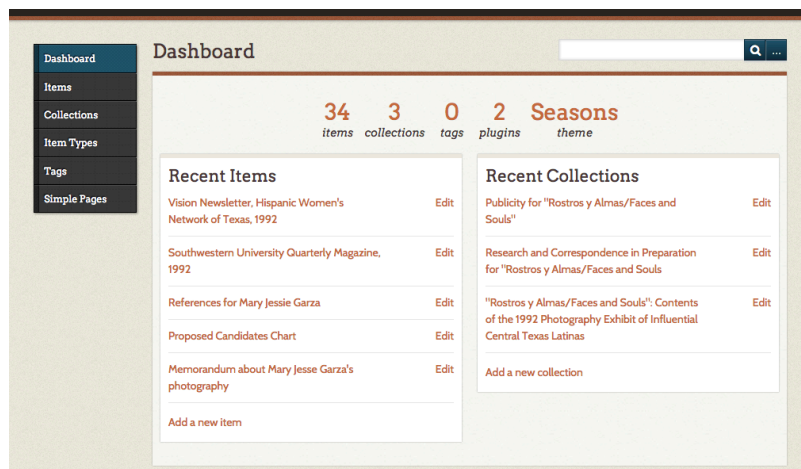 Dashboard
Items
Collections
Item Types
Tags
Simple Pages
Dashboard
...
34 3 0 2 Seasons
items collections tags plugins theme
Recent Items
Vision Newsletter, Hispanic Women's Edit
Network of Texas, 1992
Southwestern University Quarterly Magazine, Edit
1992
References for Mary Jessie Garza Edit
Proposed Candidates Chart Edit
Memorandum about Mary Jesse Garza's Edit
photography
Add a new item
Recent Collections
Publicity for "Rostros y Almas/Faces and Edit
Souls"
Research and Correspondence in Preparation Edit
for "Rostros y Almas/Faces and Souls
"Rostros y Almas/Faces and Souls": Contents Edit
of the 1992 Photography Exhibit of Influential
Central Texas Latinas
Add a new collection